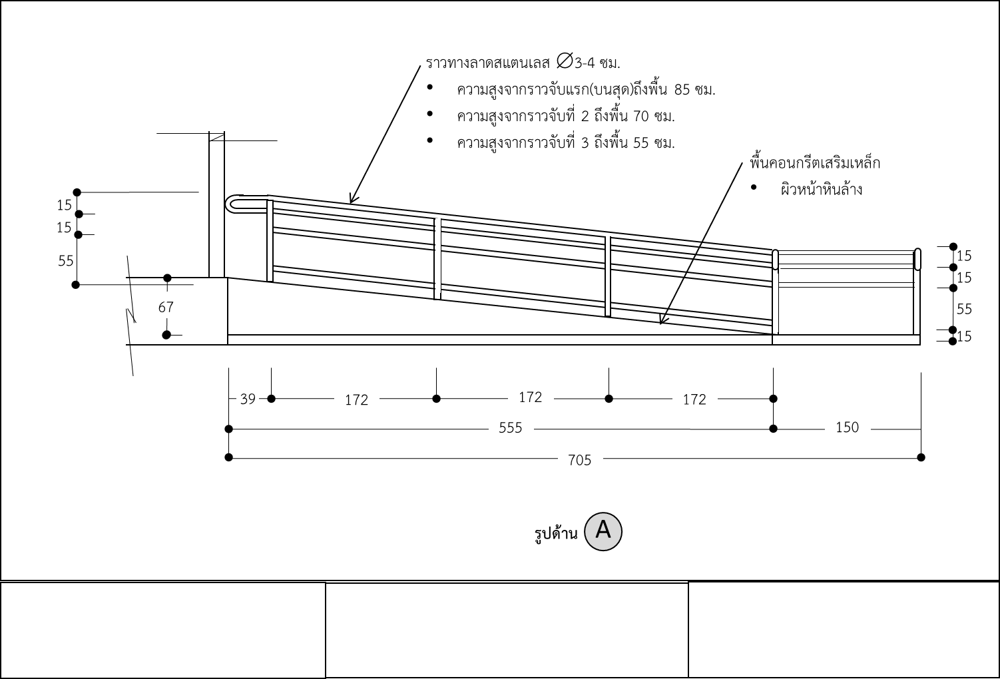 ราวทางลาดสแตนเลส ∅3-4 ซม.
• ความสูงจากราวจับแรก(บนสุด)ถึงพื้น 85 ซม.
• ความสูงจากราวจับที่ 2 ถึงพื้น 70 ซม.
• ความสูงจากราวจับที่ 3 ถึงพื้น 55 ซม.
พื้นคอนกรีตเสริมเหล็ก
• ผิวหน้าหินล้าง
15
15
55
67
15
15
55
15
39 172 172 172
555 150
705
รูปด้าน A